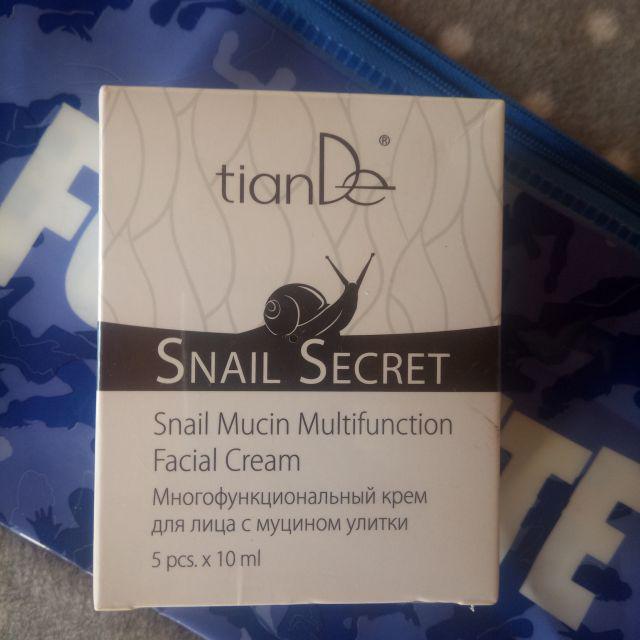 tianDe®
SNAIL SECRET
Snail Mucin Multifunction
Facial Cream
Многофункциональный крем
для лица с муцином улитки
5 pcs. x 10 ml